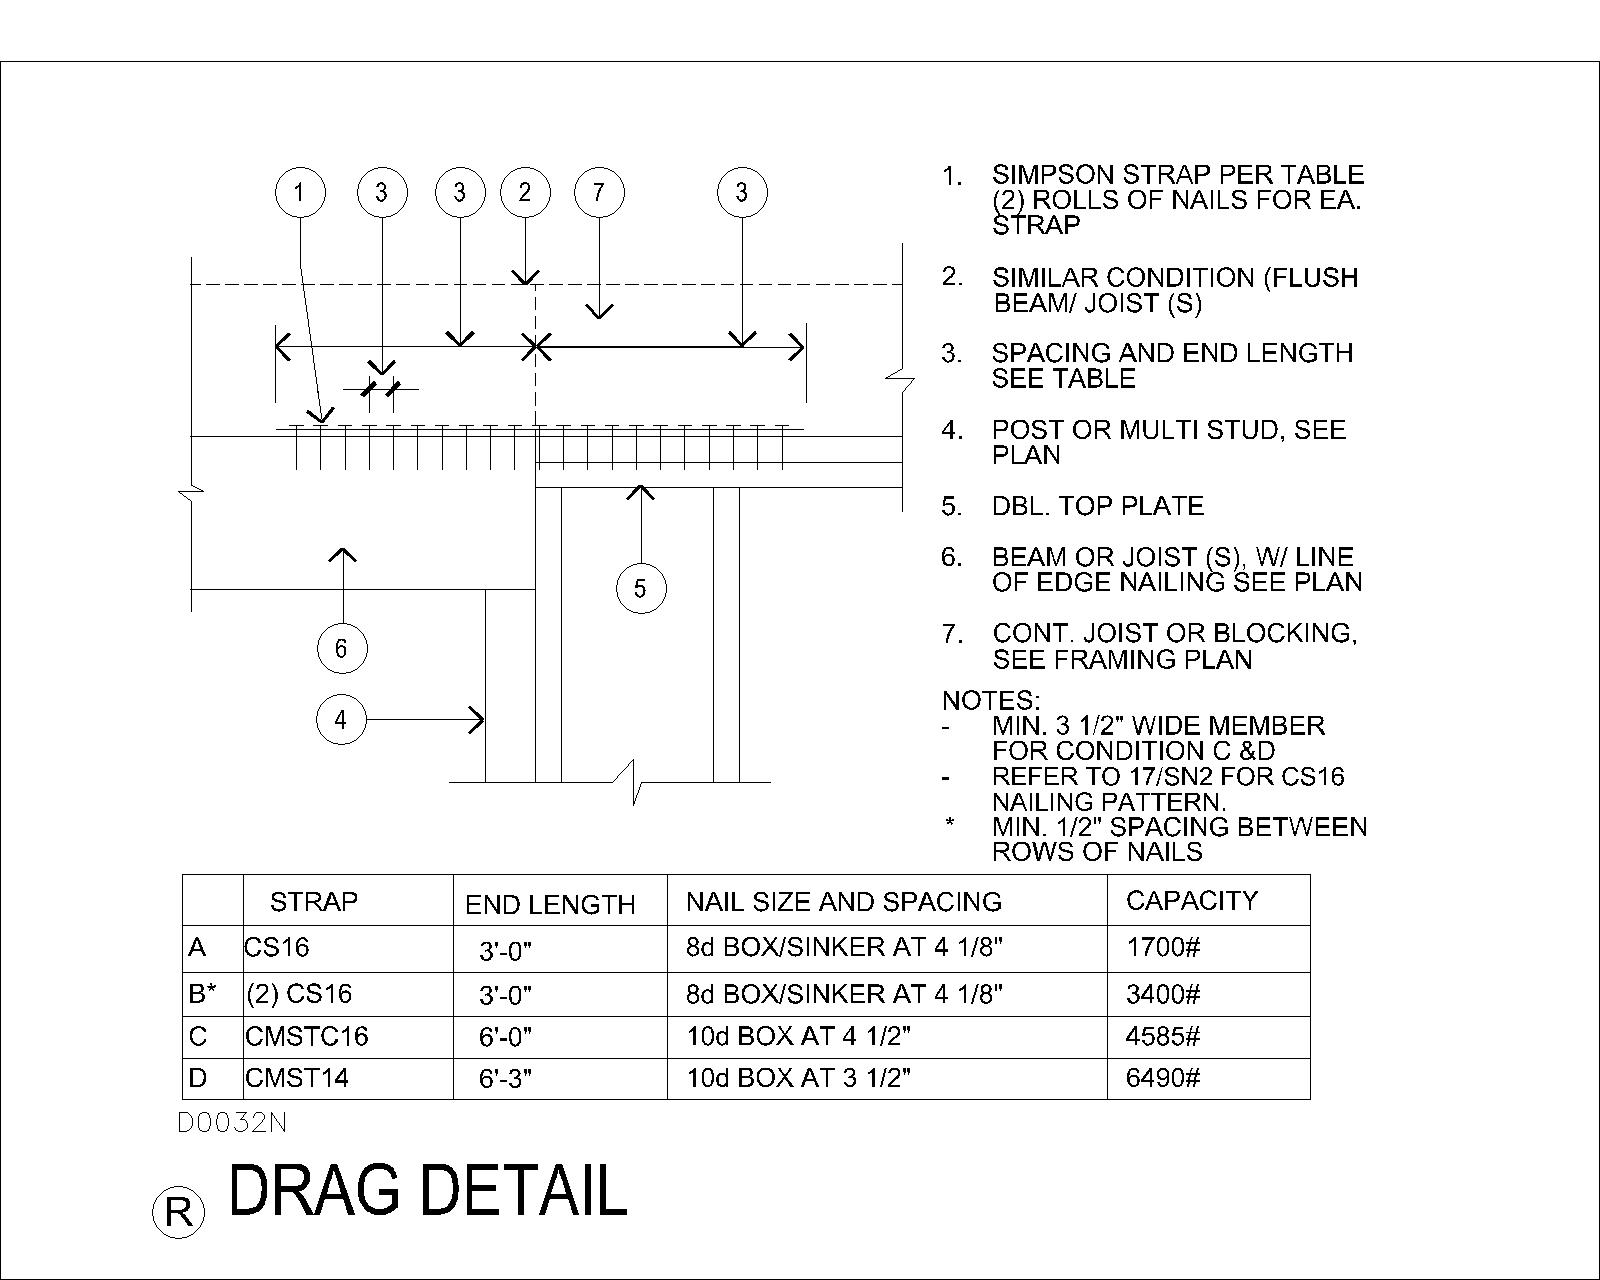 1 3 3 2 7 3
5
6
4
1. SIMPSON STRAP PER TABLE
(2) ROLLS OF NAILS FOR EA.
STRAP
2. SIMILAR CONDITION (FLUSH
BEAM/ JOIST (S)
3. SPACING AND END LENGTH
SEE TABLE
4. POST OR MULTI STUD, SEE
PLAN
5. DBL. TOP PLATE
6. BEAM OR JOIST (S), W/ LINE
OF EDGE NAILING SEE PLAN
7. CONT. JOIST OR BLOCKING,
SEE FRAMING PLAN
NOTES:
- MIN. 3 1/2" WIDE MEMBER
FOR CONDITION C &D
- REFER TO 17/SN2 FOR CS16
NAILING PATTERN.
* MIN. 1/2" SPACING BETWEEN
ROWS OF NAILS
STRAP END LENGTH NAIL SIZE AND SPACING CAPACITY
A CS16 3'-0" 8d BOX/SINKER AT 4 1/8" 1700#
B* (2) CS16 3'-0" 8d BOX/SINKER AT 4 1/8" 3400#
C CMSTC16 6'-0" 10d BOX AT 4 1/2" 4585#
D CMST14 6'-3" 10d BOX AT 3 1/2" 6490#
D0032N
R DRAG DETAIL